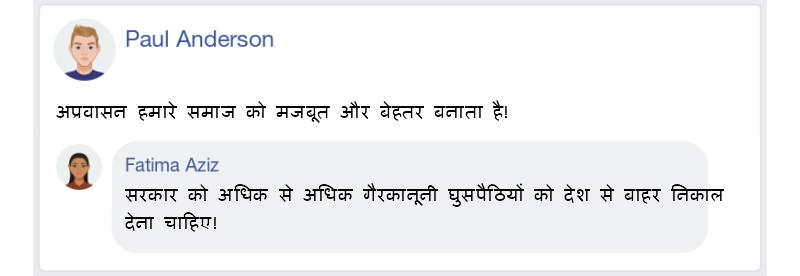 Paul Anderson
अप्रवासन हमारे समाज को मजबूत और बेहतर बनाता है!
Fatima Aziz
सरकार को अधिक से अधिक गैरकानूनी घुसपैठियों को देश से बाहर निकाल
देना चाहिए!